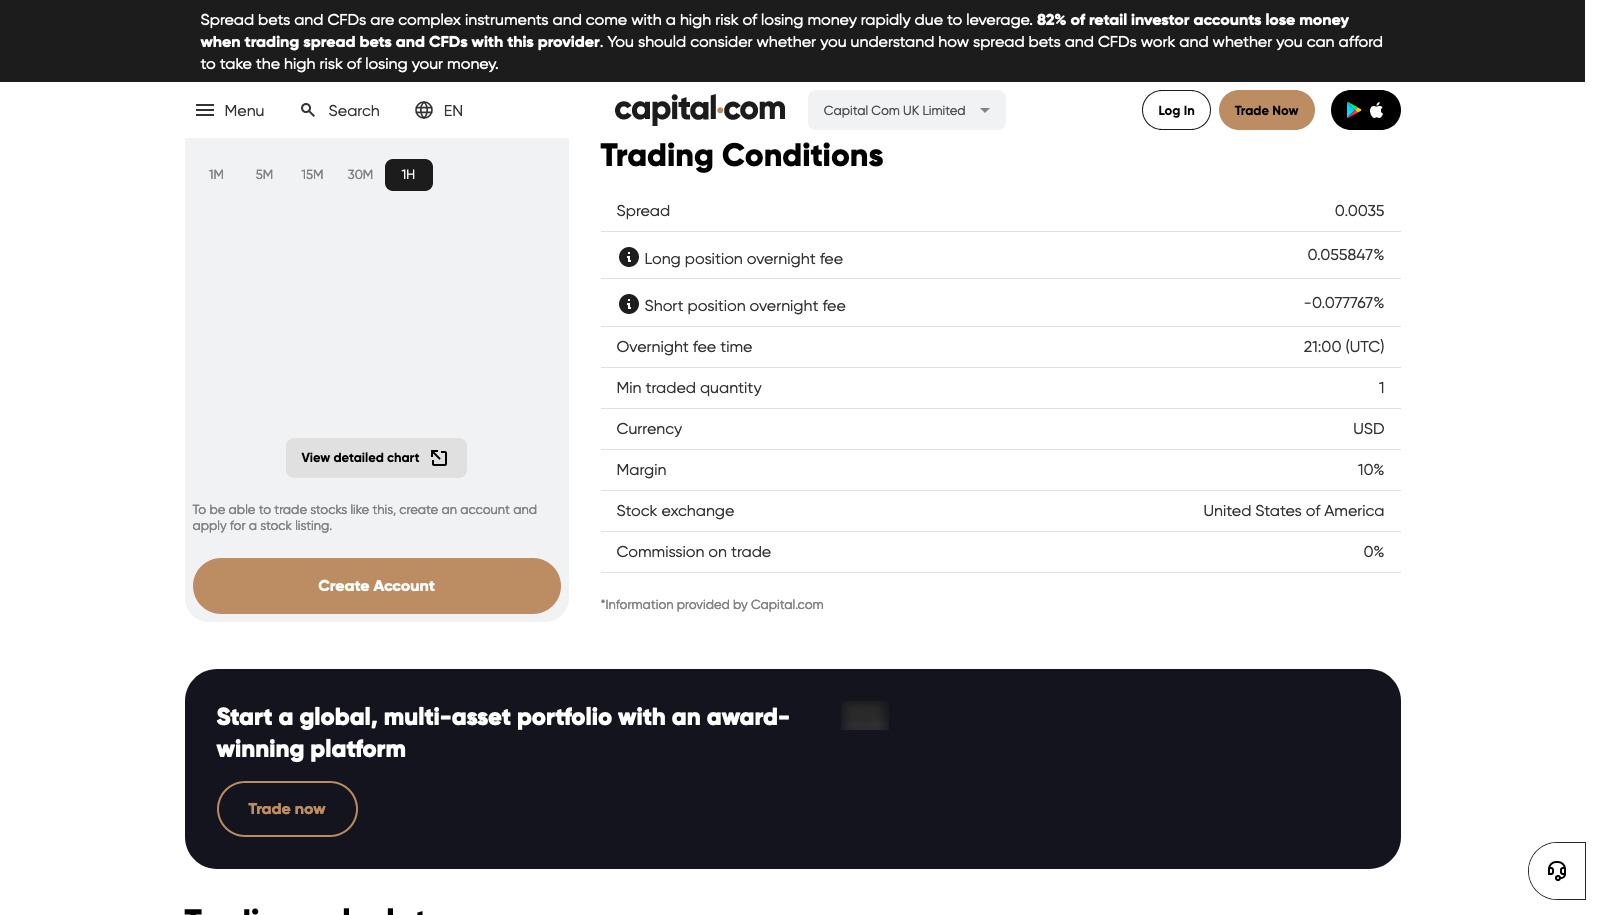 Spread bets and CFDs are complex instruments and come with a high risk of losing money rapidly due to leverage. 82% of retail investor accounts lose money
when trading spread bets and CFDs with this provider. You should consider whether you understand how spread bets and CFDs work and whether you can afford
to take the high risk of losing your money.
Menu Search EN capital.com Capital Com UK Limited Log In Trade Now
1M 5M 15M 30M 1H
View detailed chart
To be able to trade stocks like this, create an account and
apply for a stock listing.
Create Account
Trading Conditions
Spread 0.0035
Long position overnight fee 0.055847%
Short position overnight fee -0.077767%
Overnight fee time 21:00 (UTC)
Min traded quantity 1
Currency USD
Margin 10%
Stock exchange United States of America
Commission on trade 0%
*Information provided by Capital.com
Start a global, multi-asset portfolio with an award-
winning platform
Trade now